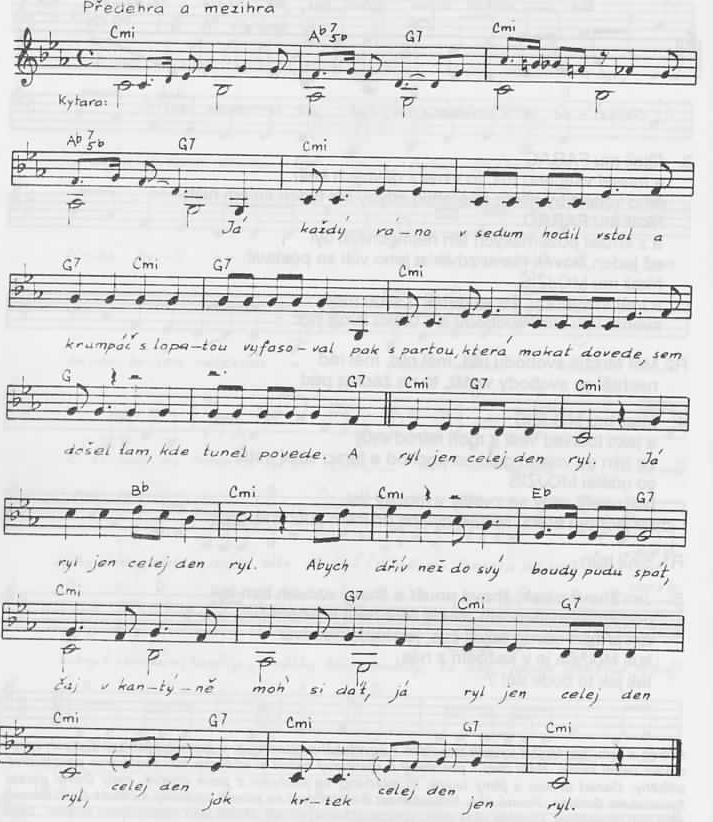 Předehra a mezihra
Cmi Ab7 5b G7 Cmi
Kytara:
Ab7 5b G7 Cmi
Já každý rá–no v sedum hodil vstal a
G7 Cmi G7 Cmi
krumpáč s lopa–tou vyfaso–val pak s partou, která makat dovede, sem
G G7 Cmi G7 Cmi
došel tam, kde tunel povede. A ryl jen celej den ryl. Já
Bb Cmi Cmi Eb G7
ryl jen celej den ryl. Abych dřív než do svý boudy pudu spát,
Cmi G7 Cmi G7
čaj v kan–tý–ně moh' si dát, já ryl jen celej den
Cmi G7 Cmi G7 Cmi
ryl, celej den jak kr–tek celej den jen ryl.